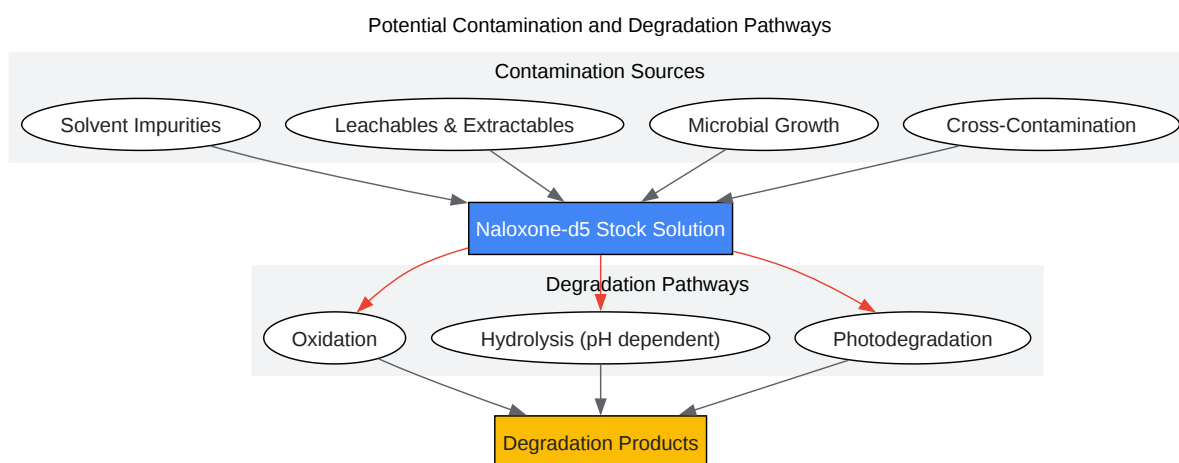 Potential Contamination and Degradation Pathways
Contamination Sources
Solvent Impurities
Leachables & Extractables
Microbial Growth
Cross-Contamination
Naloxone-d5 Stock Solution
Degradation Pathways
Oxidation
Hydrolysis (pH dependent)
Photodegradation
Degradation Products